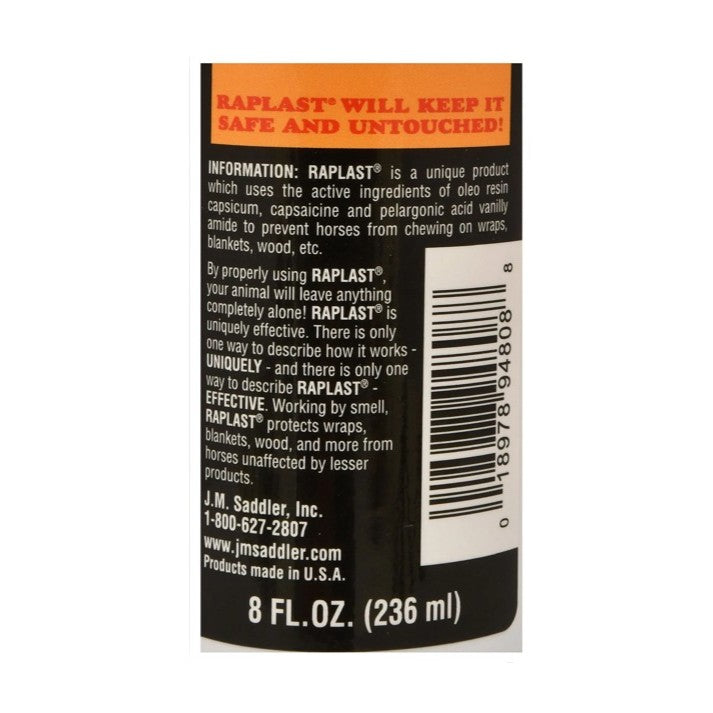 RAPLAST® WILL KEEP IT
SAFE AND UNTOUCHED!
INFORMATION: RAPLAST® is a unique product
which uses the active ingredients of oleo resin
capsicum, capsaicine and pelargonic acid vanilly
amide to prevent horses from chewing on wraps,
blankets, wood, etc.
By properly using RAPLAST®,
your animal will leave anything
completely alone! RAPLAST® is
uniquely effective. There is only
one way to describe how it works -
UNIQUELY - and there is only one
way to describe RAPLAST® -
EFFECTIVE. Working by smell,
RAPLAST® protects wraps,
blankets, wood, and more from
horses unaffected by lesser
products.
J.M. Saddler, Inc.
1-800-627-2807
www.jmsaddler.com
Products made in U.S.A.
0 18978 94808 8
8 FL.OZ. (236 ml)